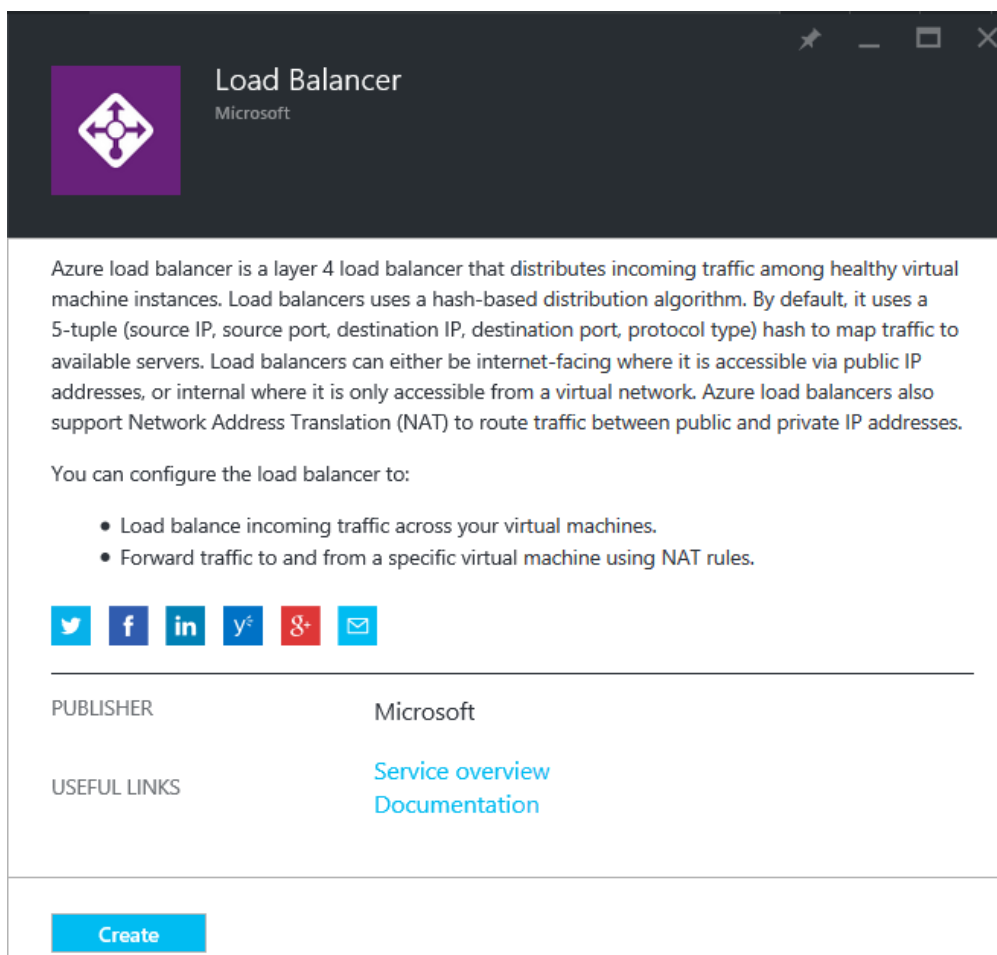 Load Balancer
Microsoft
Azure load balancer is a layer 4 load balancer that distributes incoming traffic among healthy virtual
machine instances. Load balancers uses a hash-based distribution algorithm. By default, it uses a
5-tuple (source IP, source port, destination IP, destination port, protocol type) hash to map traffic to
available servers. Load balancers can either be internet-facing where it is accessible via public IP
addresses, or internal where it is only accessible from a virtual network. Azure load balancers also
support Network Address Translation (NAT) to route traffic between public and private IP addresses.
You can configure the load balancer to:
• Load balance incoming traffic across your virtual machines.
• Forward traffic to and from a specific virtual machine using NAT rules.
PUBLISHER
Microsoft
USEFUL LINKS
Service overview
Documentation
Create